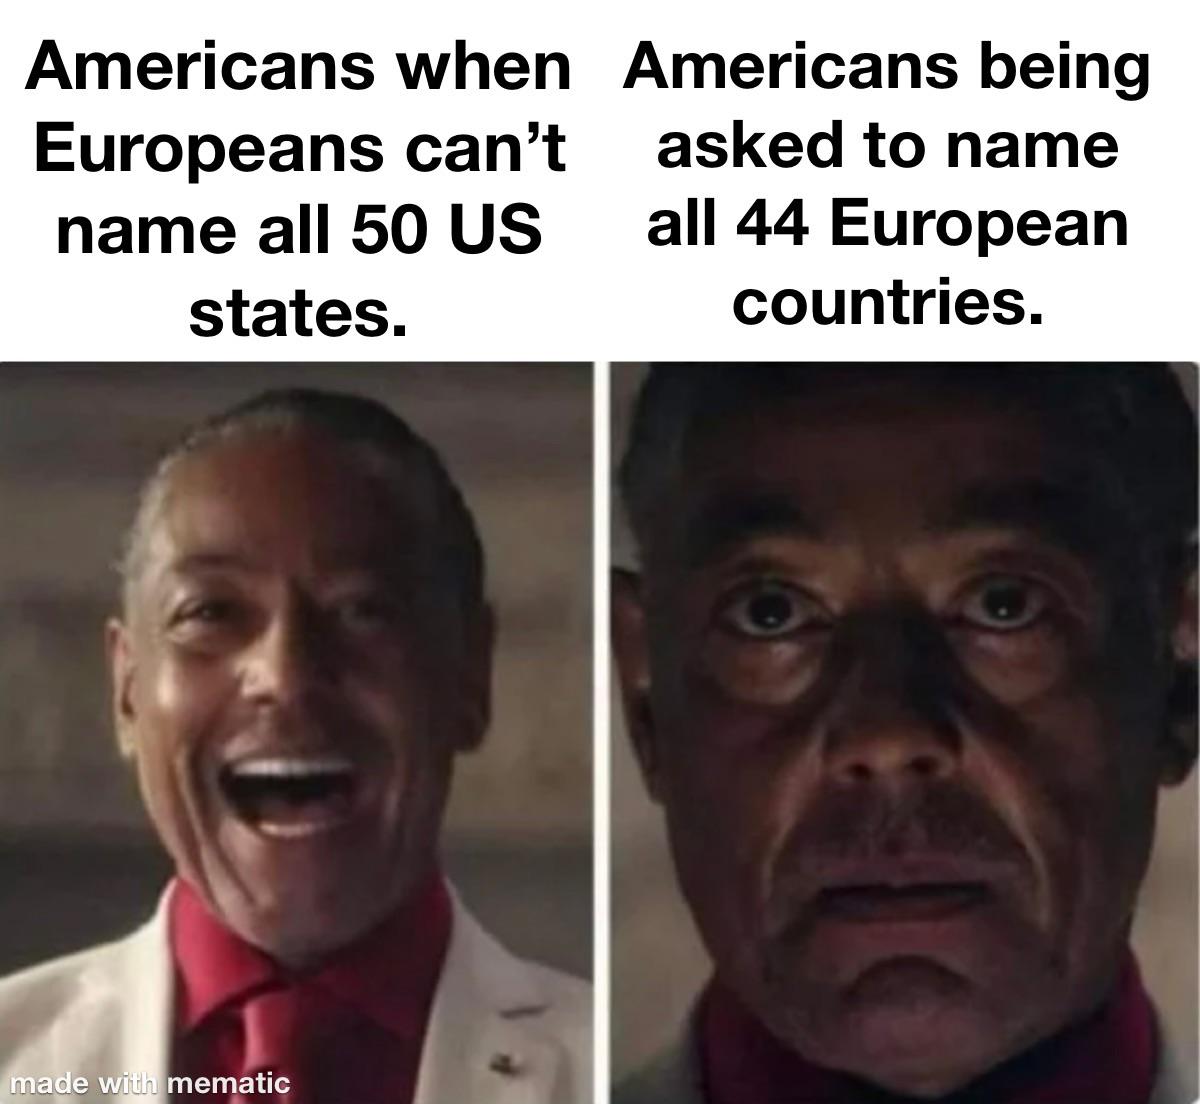 Americans when
Europeans can’t
name all 50 US
states.
Americans being
asked to name
all 44 European
countries.
made with mematic